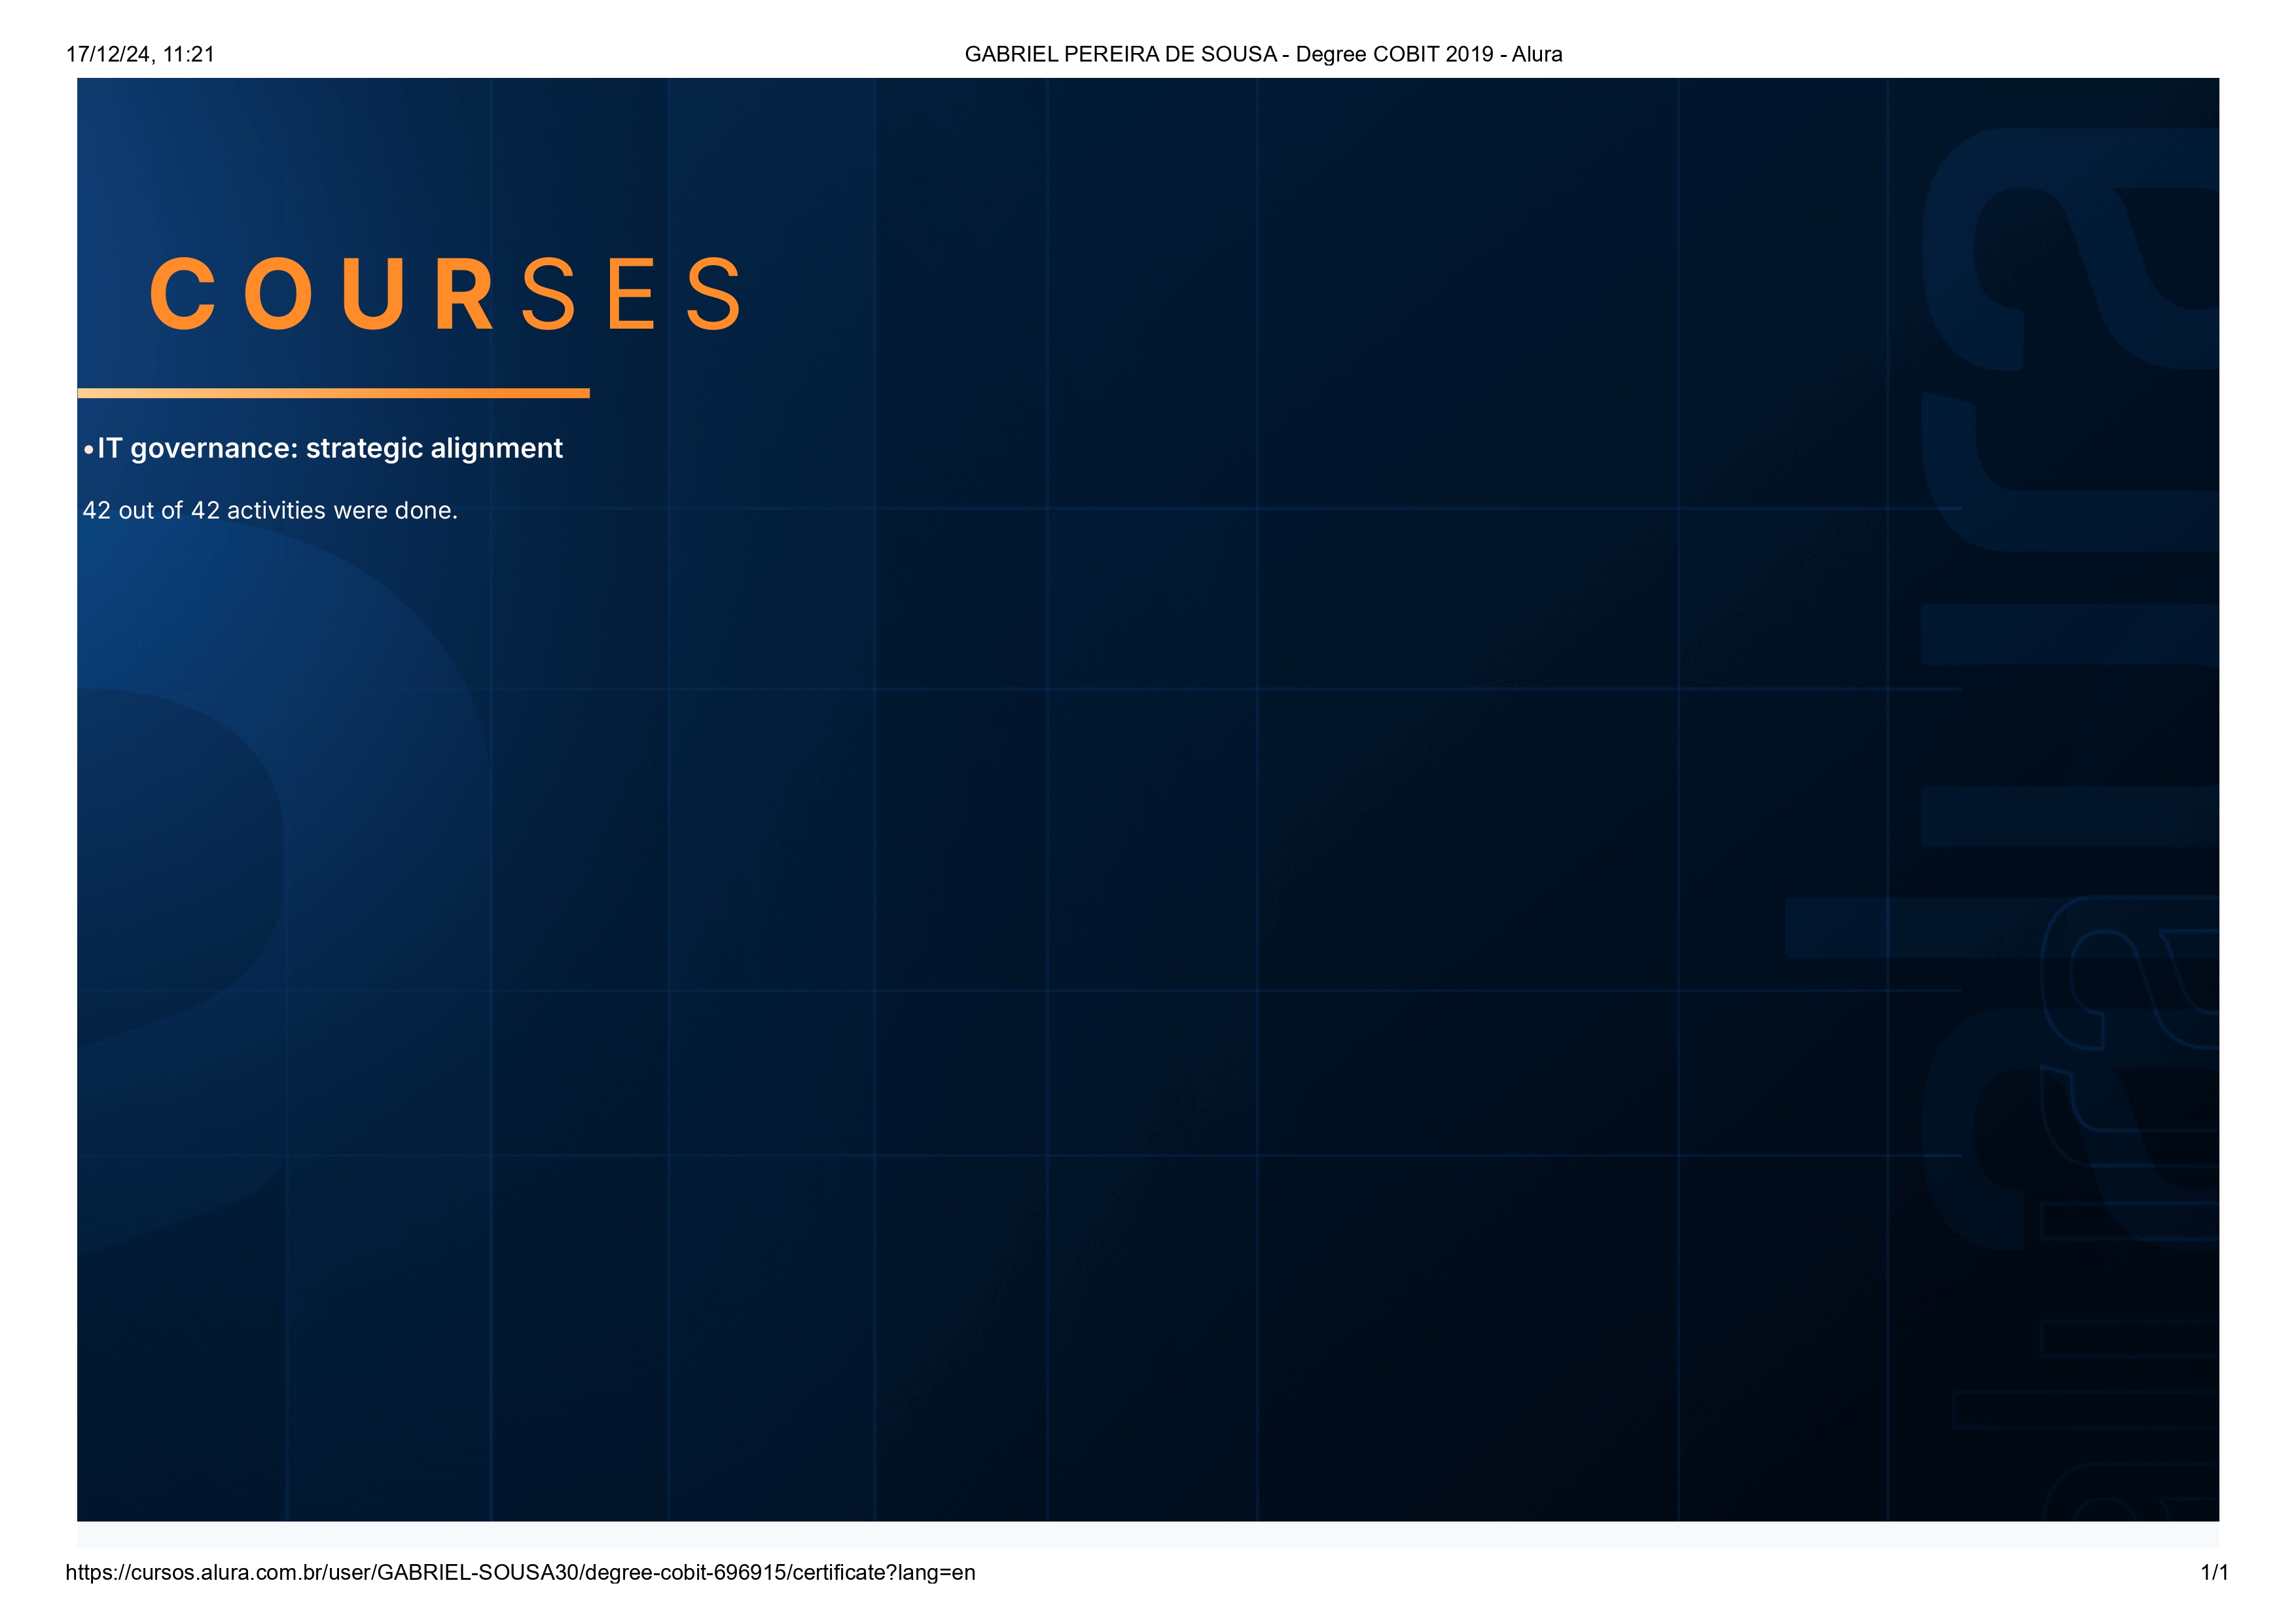 17/12/24, 11:21
GABRIEL PEREIRA DE SOUSA - Degree COBIT 2019 - Alura
COURSES
•IT governance: strategic alignment
42 out of 42 activities were done.
alura
alura
https://cursos.alura.com.br/user/GABRIEL-SOUSA30/degree-cobit-696915/certificate?lang=en
1/1